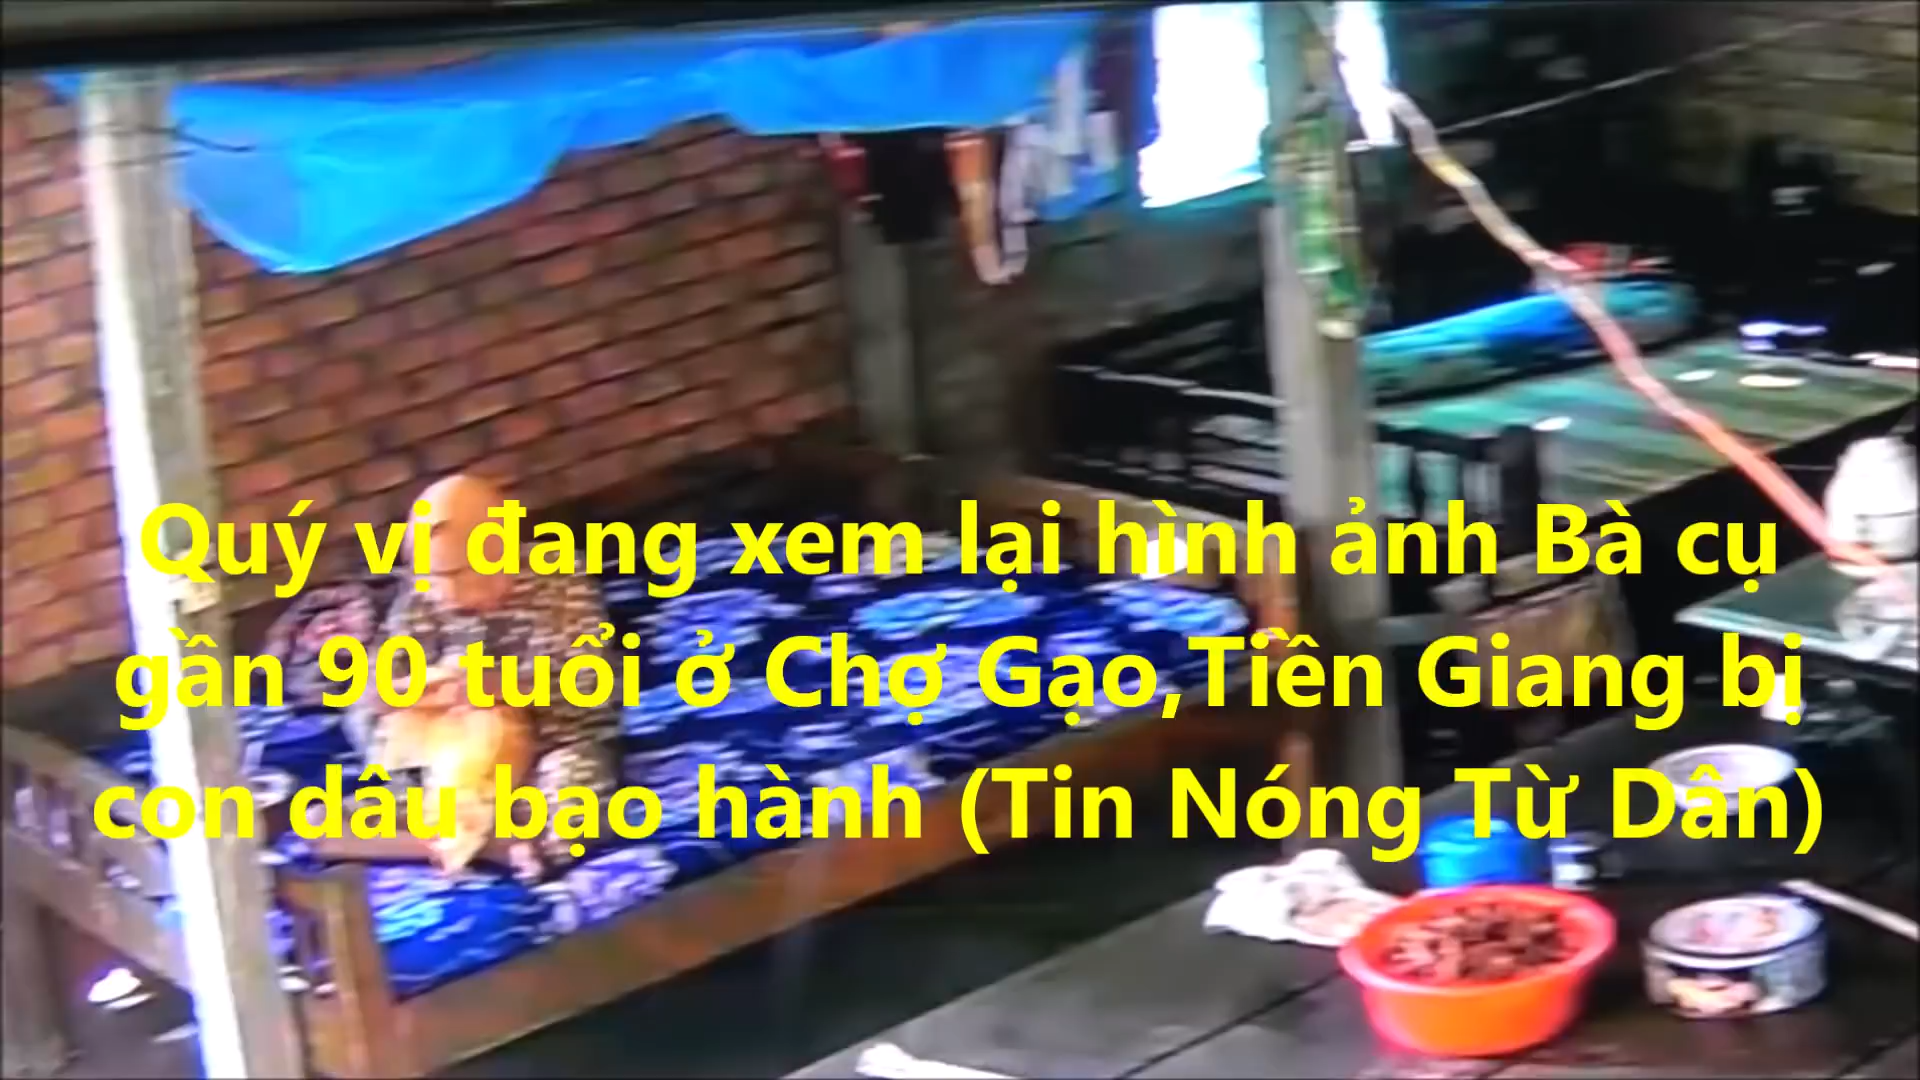 Quý vị đang xem lại hình ảnh Bà cụ
gần 90 tuổi ở Chợ Gạo,Tiền Giang bị
con dâu bạo hành (Tin Nóng Từ Dân)